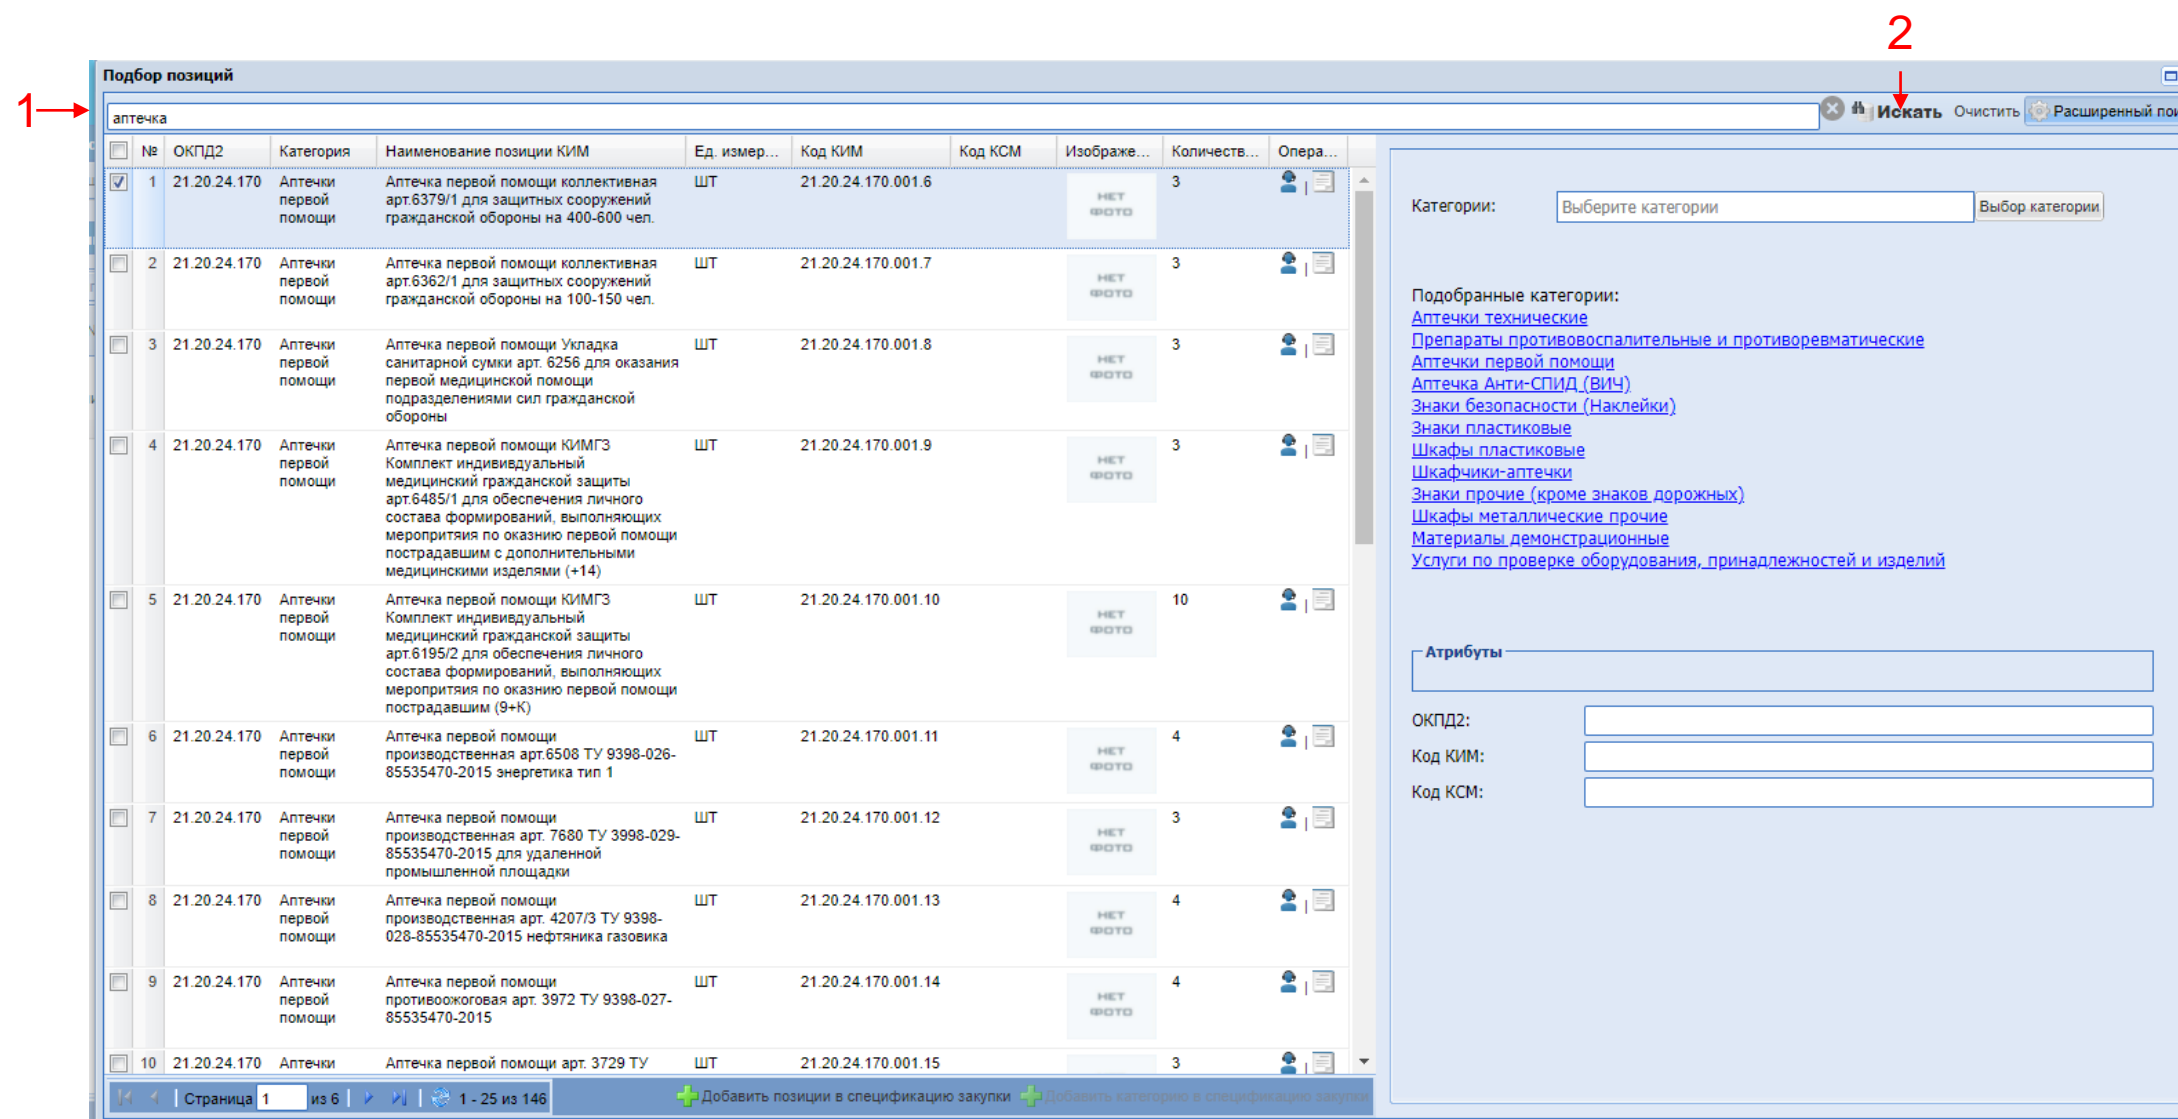 2
Подбор позиций
1
аптечка
Искать Очистить Расширенный пои
№ ОКПД2 Категория Наименование позиции КИМ Ед. измер... Код КИМ Код КСМ Изображе... Количеств... Опера...
1 21.20.24.170 Аптечки Аптечка первой помощи коллективная ШТ 21.20.24.170.001.6 3
первой арт.6379/1 для защитных сооружений НЕТ
помощи гражданской обороны на 400-600 чел. ФОТО
2 21.20.24.170 Аптечки Аптечка первой помощи коллективная ШТ 21.20.24.170.001.7 3
первой арт.6362/1 для защитных сооружений НЕТ
помощи гражданской обороны на 100-150 чел. ФОТО
3 21.20.24.170 Аптечки Аптечка первой помощи Укладка ШТ 21.20.24.170.001.8 3
первой санитарной сумки арт. 6256 для оказания НЕТ
помощи первой медицинской помощи ФОТО
подразделениями сил гражданской
обороны
4 21.20.24.170 Аптечки Аптечка первой помощи КИМГЗ ШТ 21.20.24.170.001.9 3
первой Комплект индививдуальный НЕТ
помощи медицинский гражданской защиты ФОТО
арт.6485/1 для обеспечения личного
состава формирований, выполняющих
меропритяия по оказнию первой помощи
пострадавшим с дополнительными
медицинскими изделями (+14)
5 21.20.24.170 Аптечки Аптечка первой помощи КИМГЗ ШТ 21.20.24.170.001.10 10
первой Комплект индививдуальный НЕТ
помощи медицинский гражданской защиты ФОТО
арт.6195/2 для обеспечения личного
состава формирований, выполняющих
меропритяия по оказнию первой помощи
пострадавшим (9+К)
6 21.20.24.170 Аптечки Аптечка первой помощи ШТ 21.20.24.170.001.11 4
первой производственная арт.6508 ТУ 9398-026- НЕТ
помощи 85535470-2015 энергетика тип 1 ФОТО
7 21.20.24.170 Аптечки Аптечка первой помощи ШТ 21.20.24.170.001.12 3
первой производственная арт. 7680 ТУ 3998-029- НЕТ
помощи 85535470-2015 для удаленной ФОТО
промышленной площадки
8 21.20.24.170 Аптечки Аптечка первой помощи ШТ 21.20.24.170.001.13 4
первой производственная арт. 4207/3 ТУ 9398- НЕТ
помощи 028-85535470-2015 нефтяника газовика ФОТО
9 21.20.24.170 Аптечки Аптечка первой помощи ШТ 21.20.24.170.001.14 4
первой противоожоговая арт. 3972 ТУ 9398-027- НЕТ
помощи 85535470-2015 ФОТО
10 21.20.24.170 Аптечки Аптечка первой помощи арт. 3729 ТУ ШТ 21.20.24.170.001.15 3
Страница 1 из 6 1 - 25 из 146 Добавить позиции в спецификацию закупки Добавить категорию в спецификацию закупки
Категории: Выберите категории Выбор категории
Подобранные категории:
Аптечки технические
Препараты противовоспалительные и противоревматические
Аптечки первой помощи
Аптечка Анти-СПИД (ВИЧ)
Знаки безопасности (Наклейки)
Знаки пластиковые
Шкафы пластиковые
Шкафчики-аптечки
Знаки прочие (кроме знаков дорожных)
Шкафы металлические прочие
Материалы демонстрационные
Услуги по проверке оборудования, принадлежностей и изделий
Атрибуты
ОКПД2:
Код КИМ:
Код КСМ: